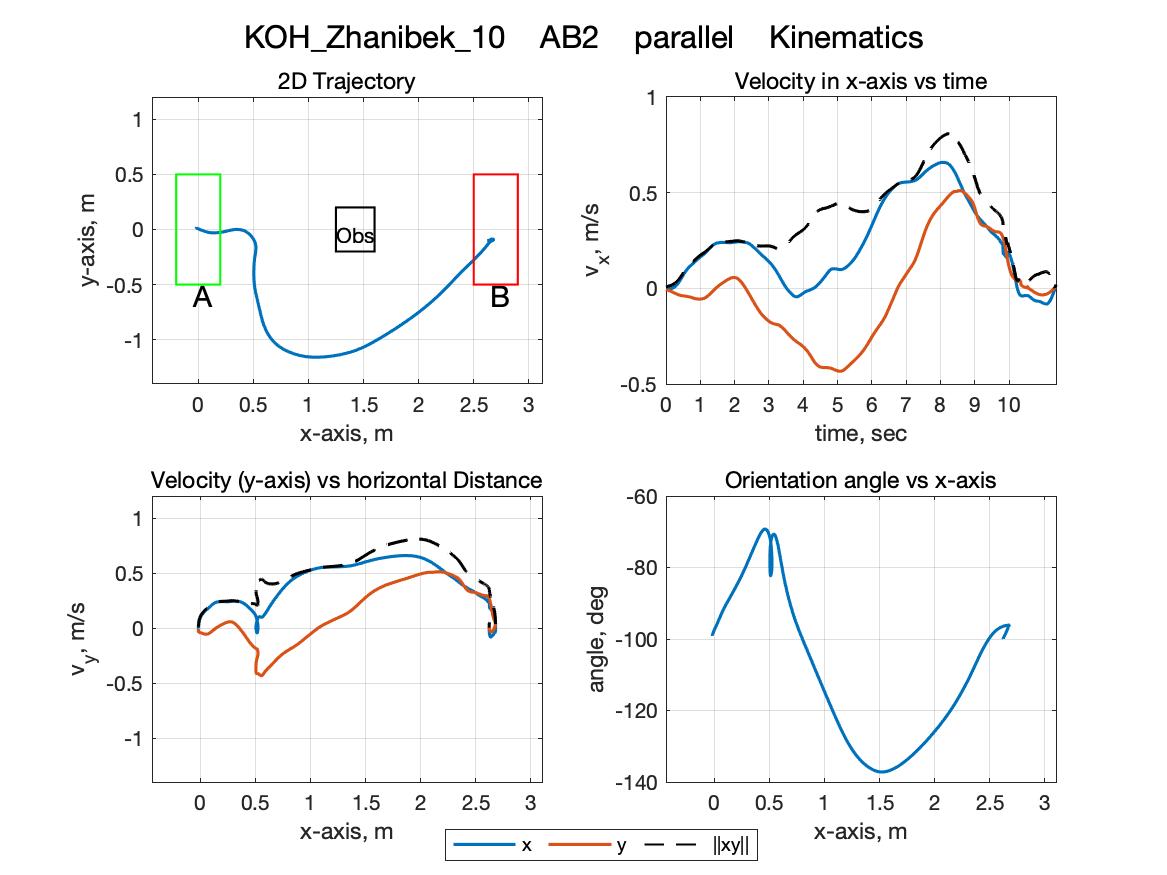 KOH_Zhanibek_10 AB2 parallel Kinematics
2D Trajectory
1
0.5
0
-0.5
-1
y-axis, m
A
Obs
B
0 0.5 1 1.5 2 2.5 3
x-axis, m
Velocity in x-axis vs time
1
0.5
0
-0.5
vx, m/s
0 1 2 3 4 5 6 7 8 9 10
time, sec
Velocity (y-axis) vs horizontal Distance
1
0.5
0
-0.5
-1
vy, m/s
0 0.5 1 1.5 2 2.5 3
x-axis, m
Orientation angle vs x-axis
-60
-80
-100
-120
-140
angle, deg
0 0.5 1 1.5 2 2.5 3
x-axis, m
x y ||xy||